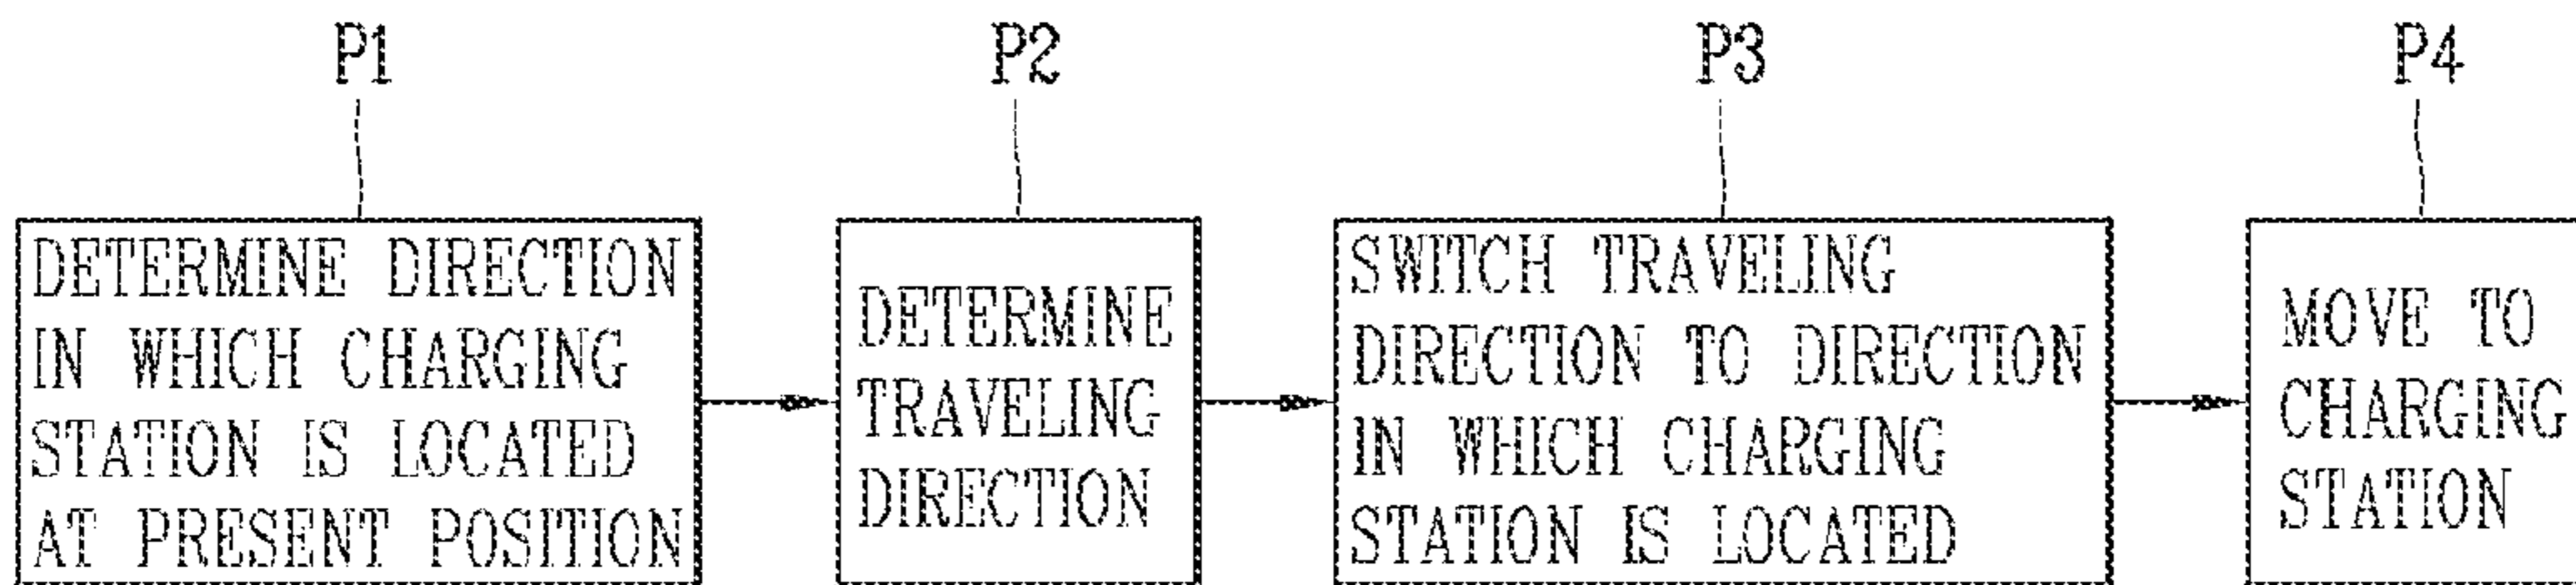 P1
P2
P3
P4
DETERMINE DIRECTION
IN WHICH CHARGING
STATION IS LOCATED
AT PRESENT POSITION
DETERMINE
TRAVELING
DIRECTION
SWITCH TRAVELING
DIRECTION TO DIRECTION
IN WHICH CHARGING
STATION IS LOCATED
MOVE TO
CHARGING
STATION